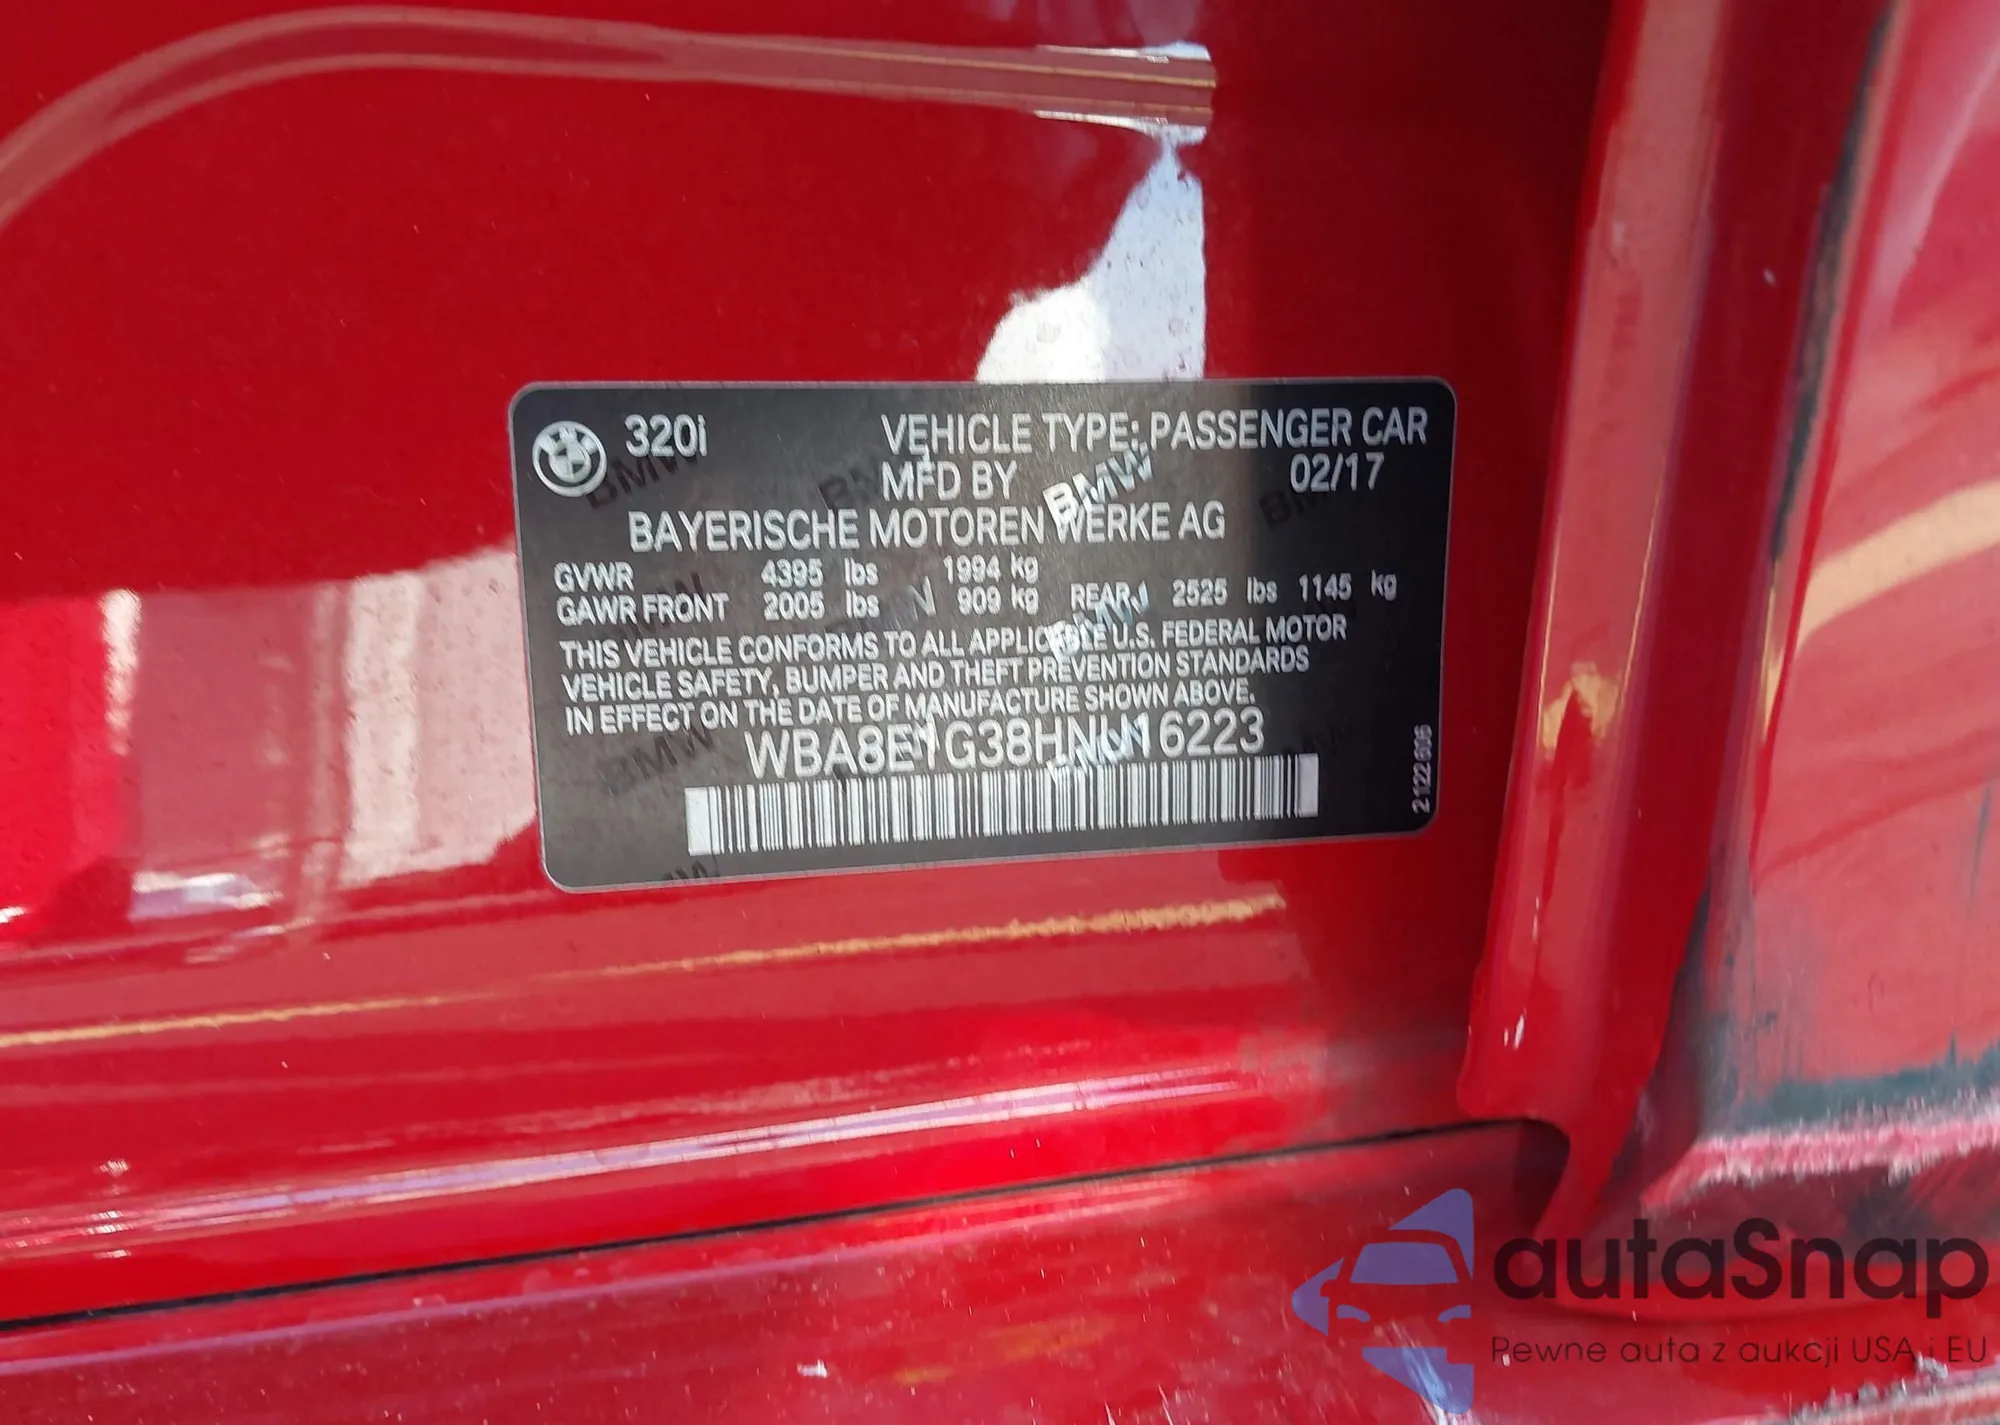 320i
VEHICLE TYPE: PASSENGER CAR
MFD BY 02/17
BAYERISCHE MOTOREN WERKE AG
GVWR 4395 lbs 1994 kg
GAWR FRONT 2005 lbs 909 kg REAR 2525 lbs 1145 kg
THIS VEHICLE CONFORMS TO ALL APPLICABLE U.S. FEDERAL MOTOR
VEHICLE SAFETY, BUMPER AND THEFT PREVENTION STANDARDS
IN EFFECT ON THE DATE OF MANUFACTURE SHOWN ABOVE.
WBA8E1G38HNU16223
2122606
autaSnap
Pewne auta z aukcji USA i EU